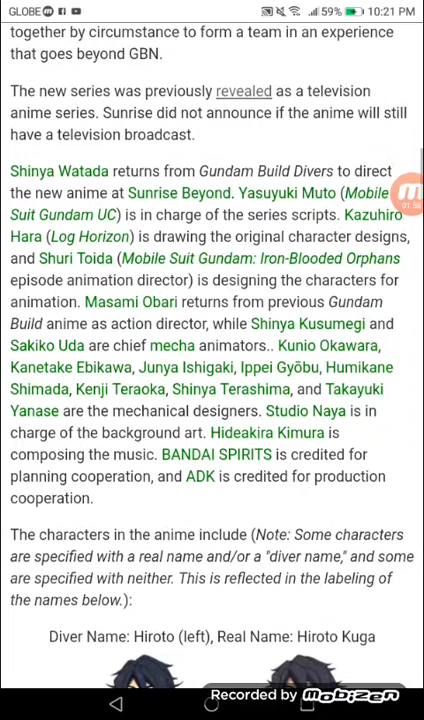 GLOBE 59% 10:21 PM
together by circumstance to form a team in an experience
that goes beyond GBN.
The new series was previously revealed as a television
anime series. Sunrise did not announce if the anime will still
have a television broadcast.
Shinya Watada returns from Gundam Build Divers to direct
the new anime at Sunrise Beyond. Yasuyuki Muto (Mobile
Suit Gundam UC) is in charge of the series scripts. Kazuhiro
Hara (Log Horizon) is drawing the original character designs,
and Shuri Toida (Mobile Suit Gundam: Iron-Blooded Orphans
episode animation director) is designing the characters for
animation. Masami Obari returns from previous Gundam
Build anime as action director, while Shinya Kusumegi and
Sakiko Uda are chief mecha animators.. Kunio Okawara,
Kanetake Ebikawa, Junya Ishigaki, Ippei Gyōbu, Humikane
Shimada, Kenji Teraoka, Shinya Terashima, and Takayuki
Yanase are the mechanical designers. Studio Naya is in
charge of the background art. Hideakira Kimura is
composing the music. BANDAI SPIRITS is credited for
planning cooperation, and ADK is credited for production
cooperation.
The characters in the anime include (Note: Some characters
are specified with a real name and/or a "diver name," and some
are specified with neither. This is reflected in the labeling of
the names below.):
Diver Name: Hiroto (left), Real Name: Hiroto Kuga
Recorded by mobizen